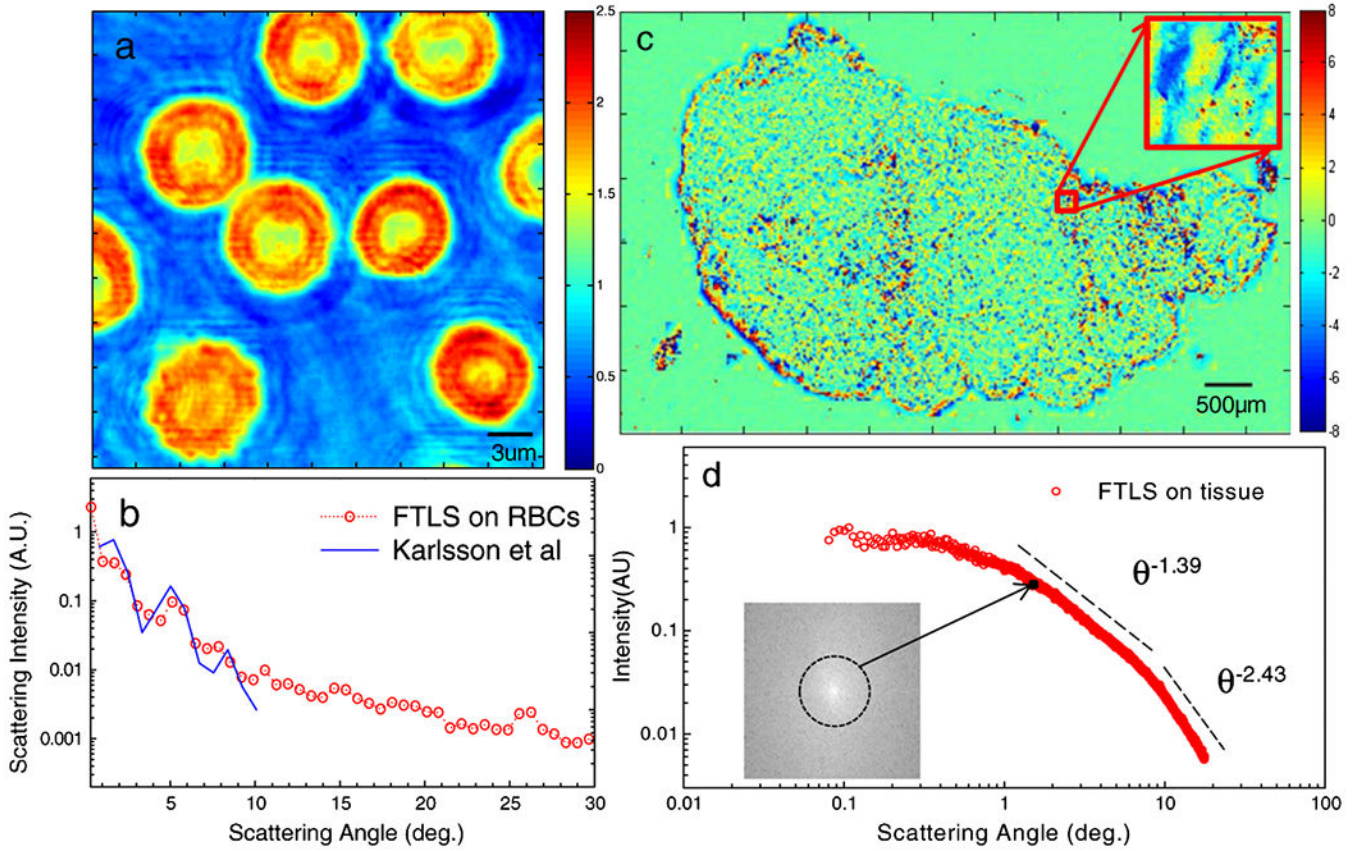 a
3um
2.5
2
1.5
1
0.5
0
c
500μm
8
6
4
2
0
-2
-4
-6
-8
b
FTLS on RBCs
Karlsson et al
Scattering Intensity (A.U.)
1
0.1
0.01
0.001
5
10
15
20
25
30
Scattering Angle (deg.)
d
FTLS on tissue
θ-1.39
θ-2.43
Intensity(AU)
1
0.1
0.01
0.01
0.1
1
10
100
Scattering Angle (deg.)